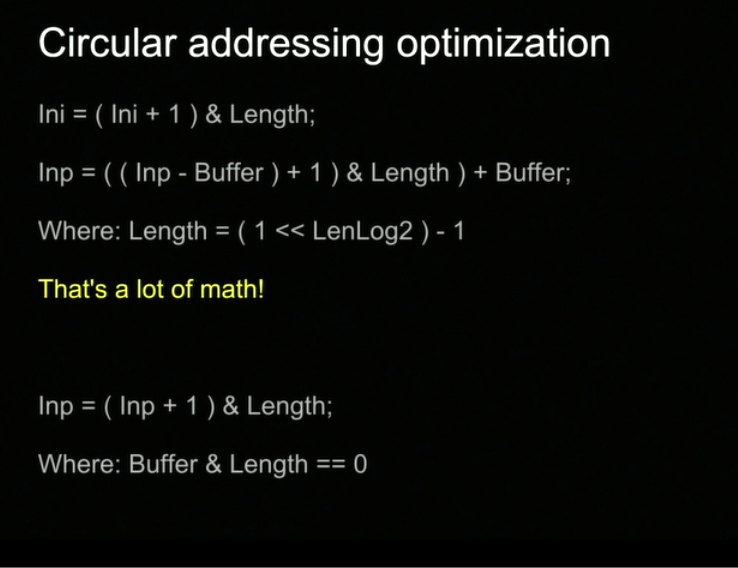 Circular addressing optimization
Ini = ( Ini + 1 ) & Length;
Inp = ( ( Inp - Buffer ) + 1 ) & Length ) + Buffer;
Where: Length = ( 1 << LenLog2 ) - 1
That's a lot of math!
Inp = ( Inp + 1 ) & Length;
Where: Buffer & Length == 0